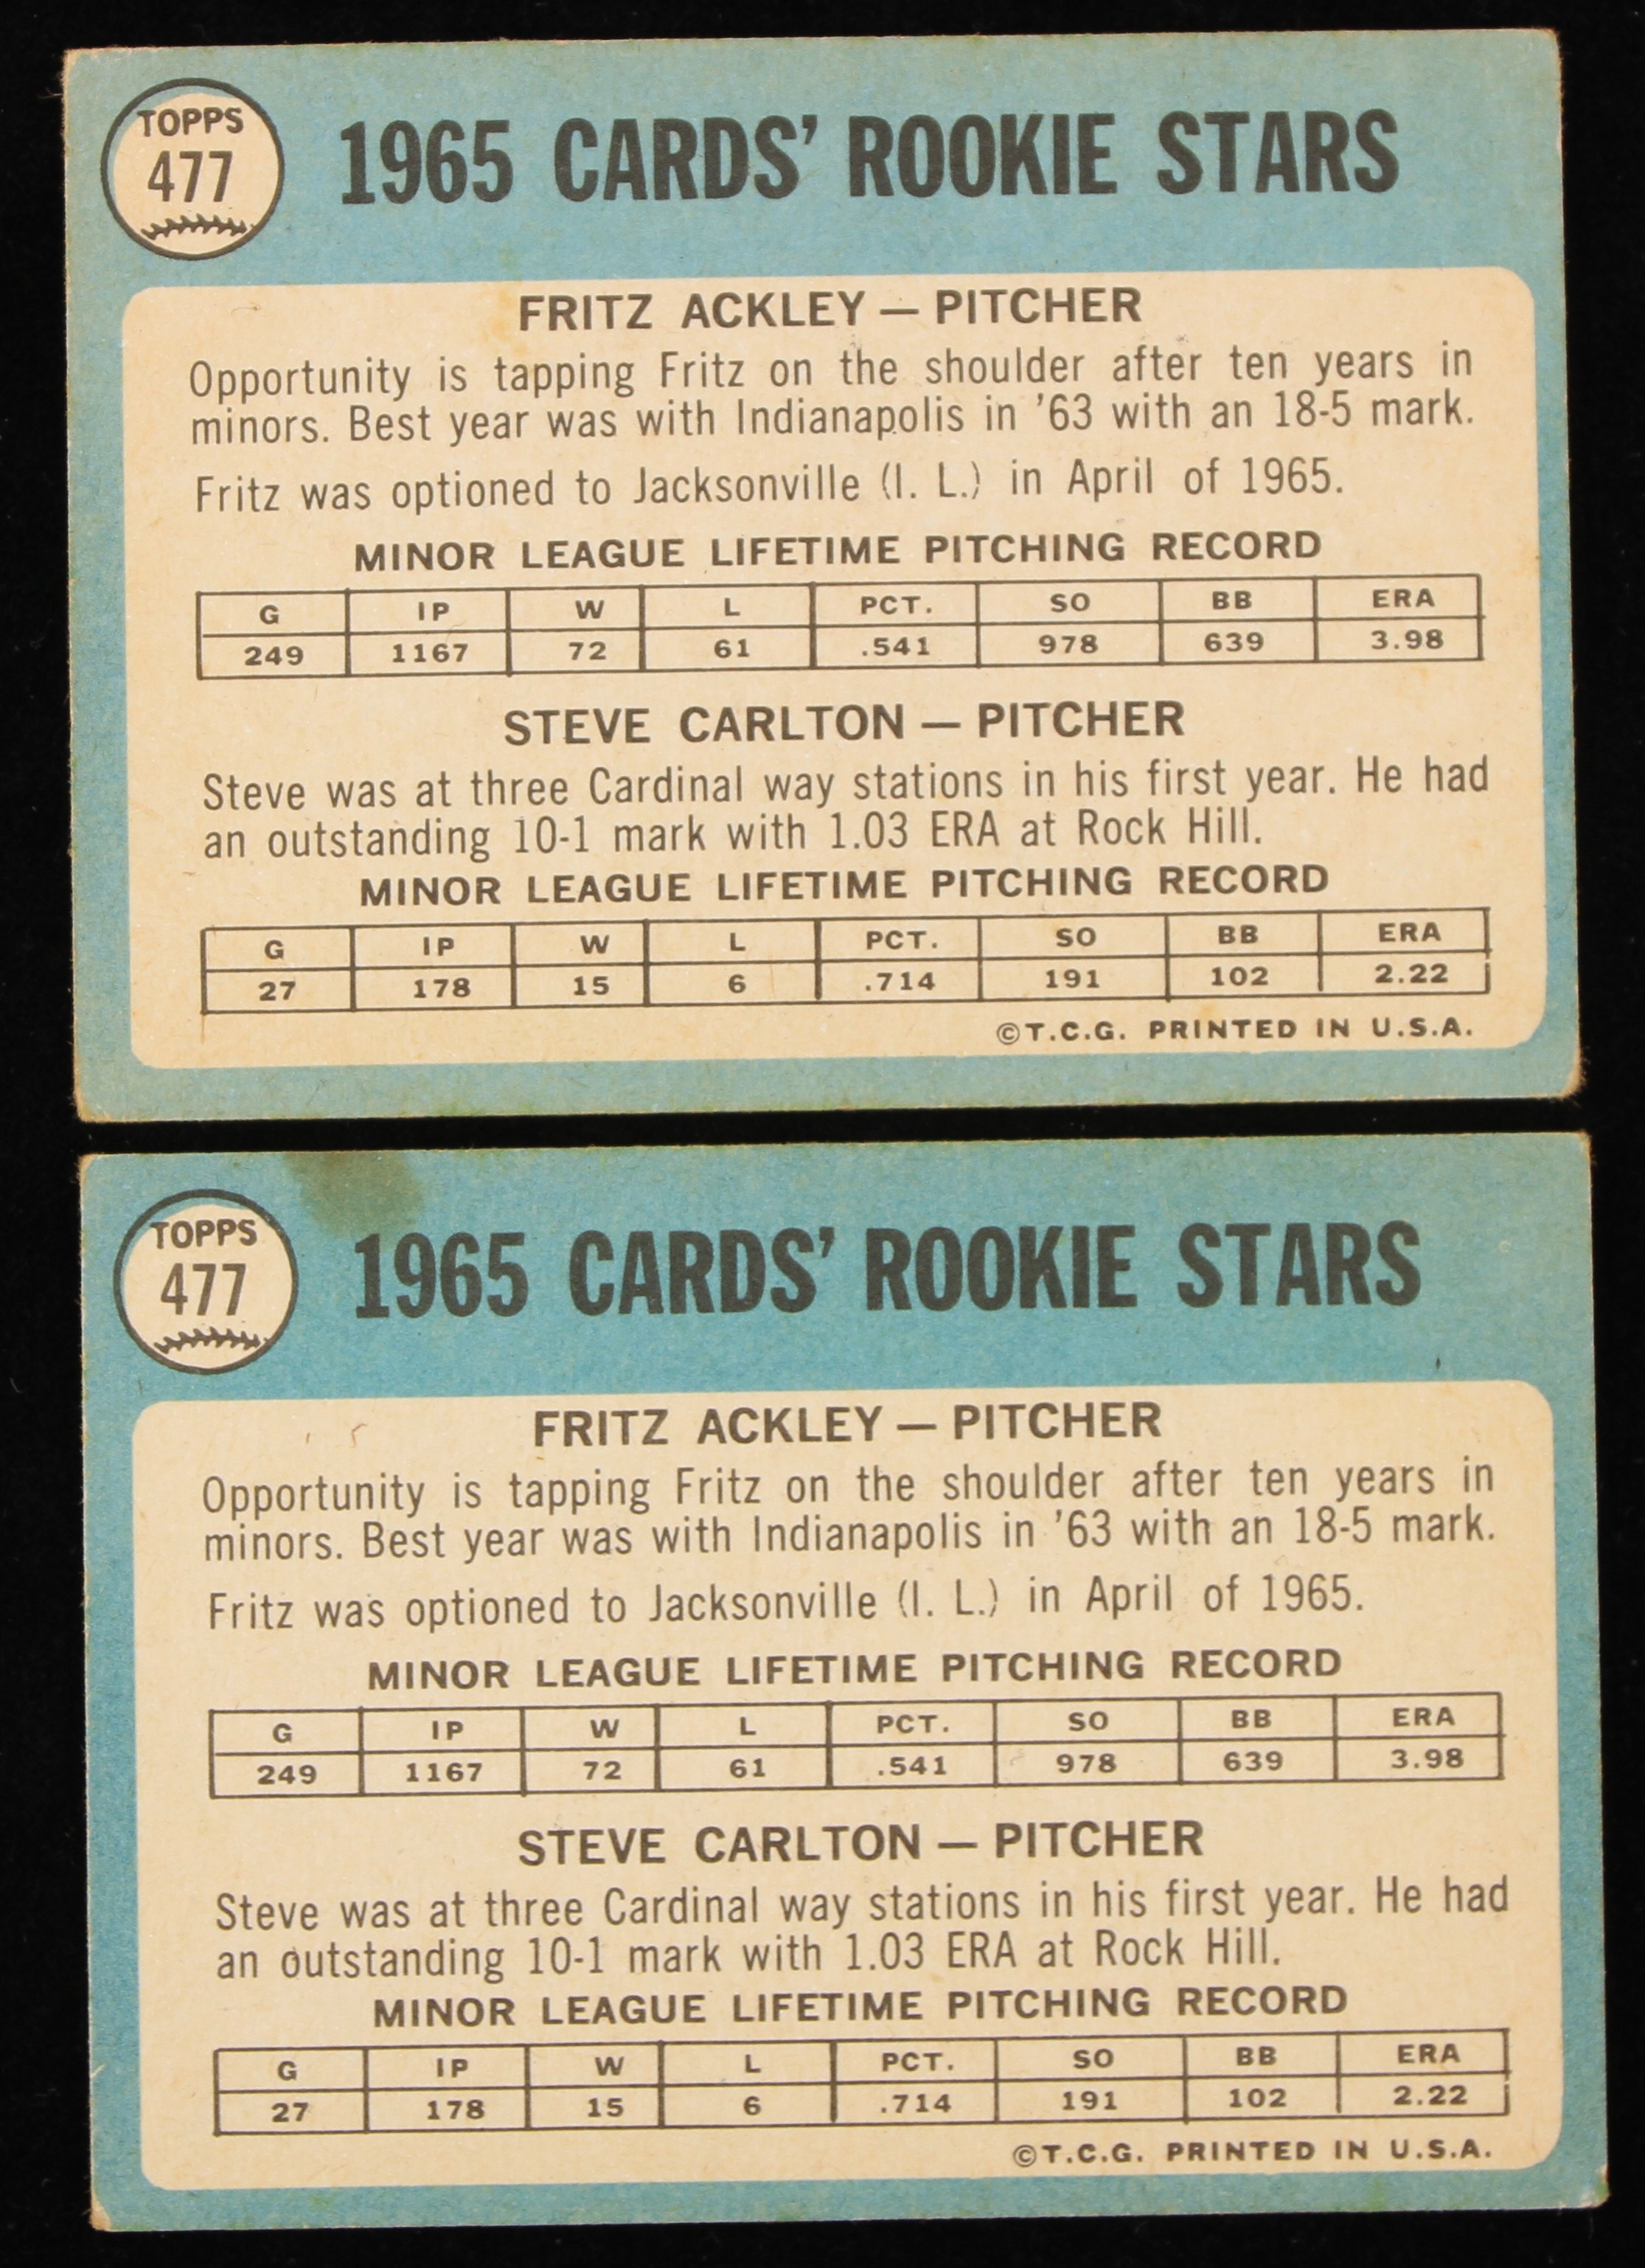 TOPPS
477
1965 CARDS' ROOKIE STARS
FRITZ ACKLEY — PITCHER
Opportunity is tapping Fritz on the shoulder after ten years in
minors. Best year was with Indianapolis in '63 with an 18-5 mark.
Fritz was optioned to Jacksonville (I. L.) in April of 1965.
MINOR LEAGUE LIFETIME PITCHING RECORD
G IP W L PCT. SO BB ERA
249 1167 72 61 .541 978 639 3.98
STEVE CARLTON — PITCHER
Steve was at three Cardinal way stations in his first year. He had
an outstanding 10-1 mark with 1.03 ERA at Rock Hill.
MINOR LEAGUE LIFETIME PITCHING RECORD
G IP W L PCT. SO BB ERA
27 178 15 6 .714 191 102 2.22
©T.C.G. PRINTED IN U.S.A.
TOPPS
477
1965 CARDS' ROOKIE STARS
FRITZ ACKLEY — PITCHER
Opportunity is tapping Fritz on the shoulder after ten years in
minors. Best year was with Indianapolis in '63 with an 18-5 mark.
Fritz was optioned to Jacksonville (I. L.) in April of 1965.
MINOR LEAGUE LIFETIME PITCHING RECORD
G IP W L PCT. SO BB ERA
249 1167 72 61 .541 978 639 3.98
STEVE CARLTON — PITCHER
Steve was at three Cardinal way stations in his first year. He had
an outstanding 10-1 mark with 1.03 ERA at Rock Hill.
MINOR LEAGUE LIFETIME PITCHING RECORD
G IP W L PCT. SO BB ERA
27 178 15 6 .714 191 102 2.22
©T.C.G. PRINTED IN U.S.A.